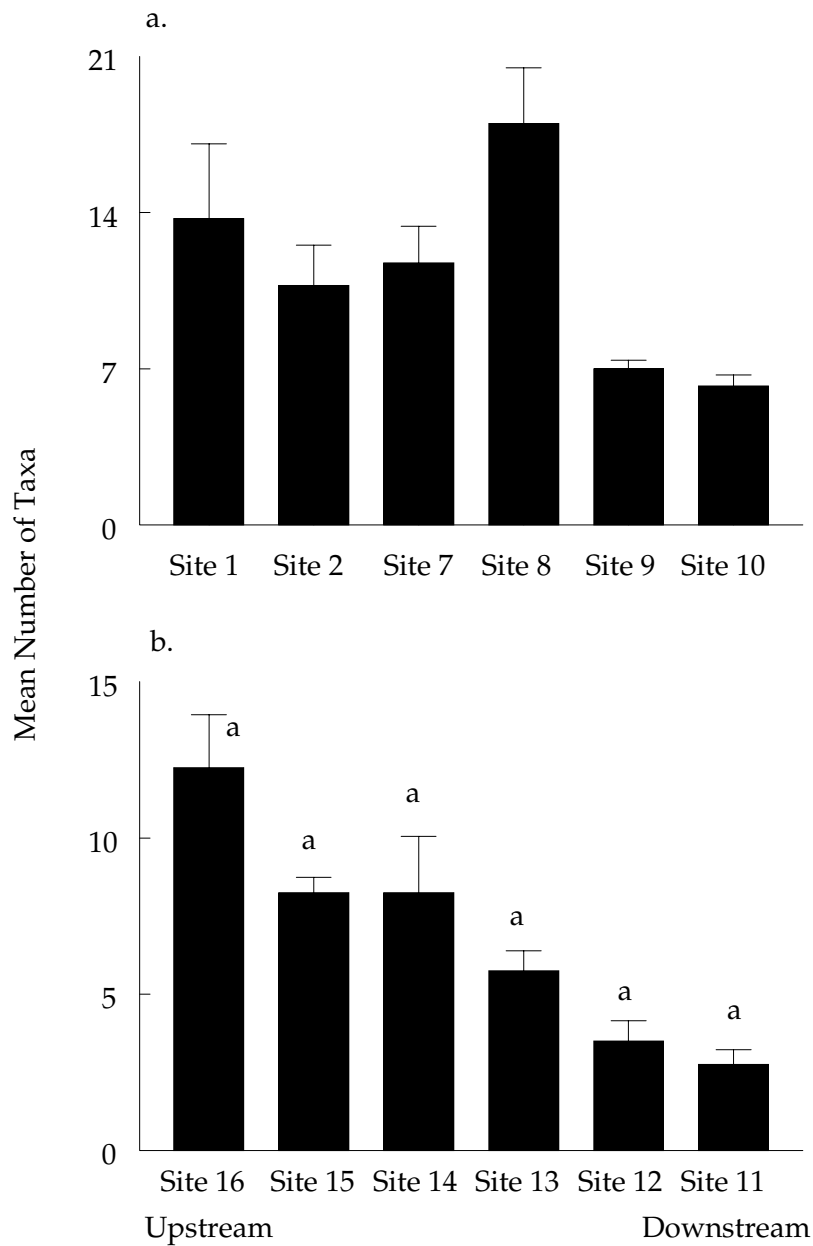 a.
21
14
7
0
Site 1 Site 2 Site 7 Site 8 Site 9 Site 10
Mean Number of Taxa
b.
15
10
5
0
a
a
a
a
a
a
Site 16 Site 15 Site 14 Site 13 Site 12 Site 11
Upstream Downstream